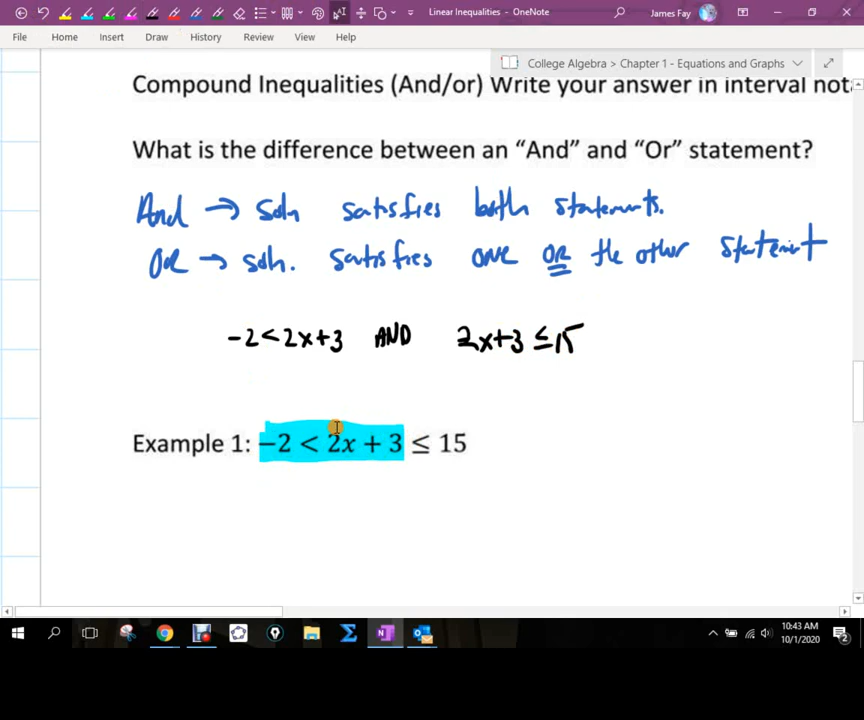 Linear Inequalities - OneNote
James Fay
File Home Insert Draw History Review View Help
College Algebra > Chapter 1 - Equations and Graphs
Compound Inequalities (And/or) Write your answer in interval nota
What is the difference between an “And” and “Or” statement?
And → soln satisfies both statements.
OR → soln. satisfies one OR the other statement
-2<2x+3 AND 2x+3≤15
Example 1: −2 < 2x + 3 ≤ 15
10:43 AM
10/1/2020
2